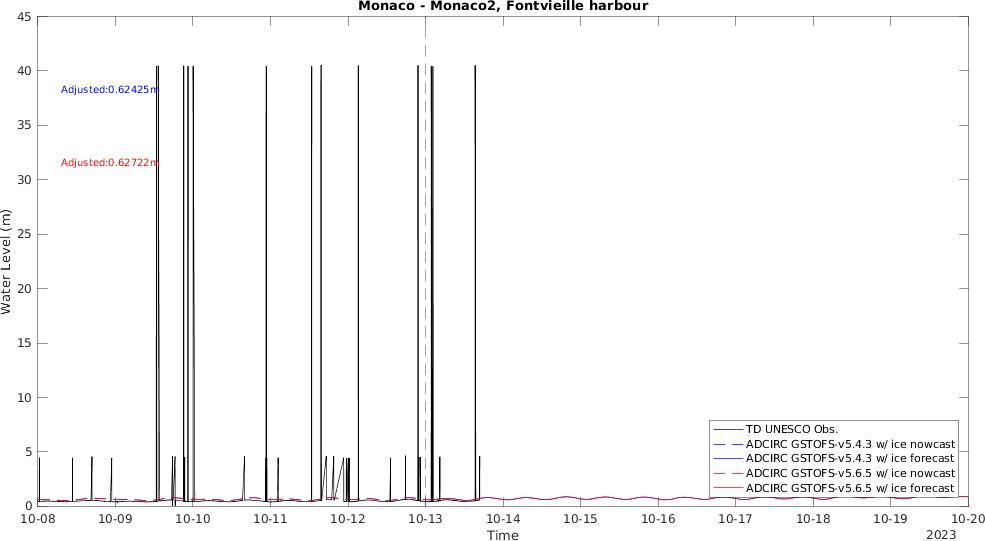 Monaco - Monaco2, Fontvieille harbour
45
40
35
30
25
20
15
10
5
0
Water Level (m)
Adjusted:0.62425m
Adjusted:0.62722m
TD UNESCO Obs.
ADCIRC GSTOFS-v5.4.3 w/ ice nowcast
ADCIRC GSTOFS-v5.4.3 w/ ice forecast
ADCIRC GSTOFS-v5.6.5 w/ ice nowcast
ADCIRC GSTOFS-v5.6.5 w/ ice forecast
10-08 10-09 10-10 10-11 10-12 10-13 10-14 10-15 10-16 10-17 10-18 10-19 10-20
Time
2023